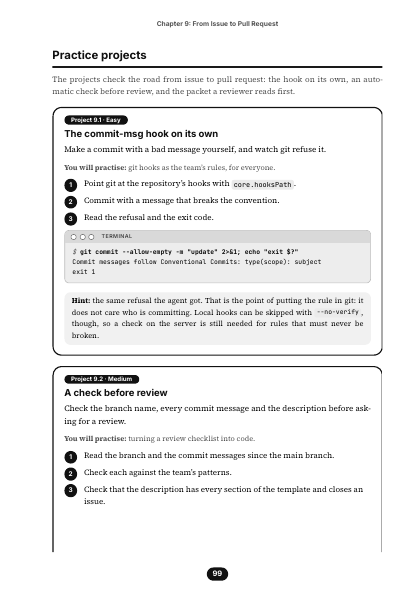 Chapter 9: From Issue to Pull Request
Practice projects
The projects check the road from issue to pull request: the hook on its own, an auto-
matic check before review, and the packet a reviewer reads first.
Project 9.1 · Easy
The commit-msg hook on its own
Make a commit with a bad message yourself, and watch git refuse it.
You will practise: git hooks as the team's rules, for everyone.
1 Point git at the repository's hooks with core.hooksPath.
2 Commit with a message that breaks the convention.
3 Read the refusal and the exit code.
TERMINAL
$ git commit --allow-empty -m "update" 2>&1; echo "exit $?"
Commit messages follow Conventional Commits: type(scope): subject
exit 1
Hint: the same refusal the agent got. That is the point of putting the rule in git: it
does not care who is committing. Local hooks can be skipped with --no-verify,
though, so a check on the server is still needed for rules that must never be
broken.
Project 9.2 · Medium
A check before review
Check the branch name, every commit message and the description before ask-
ing for a review.
You will practise: turning a review checklist into code.
1 Read the branch and the commit messages since the main branch.
2 Check each against the team's patterns.
3 Check that the description has every section of the template and closes an
issue.
99